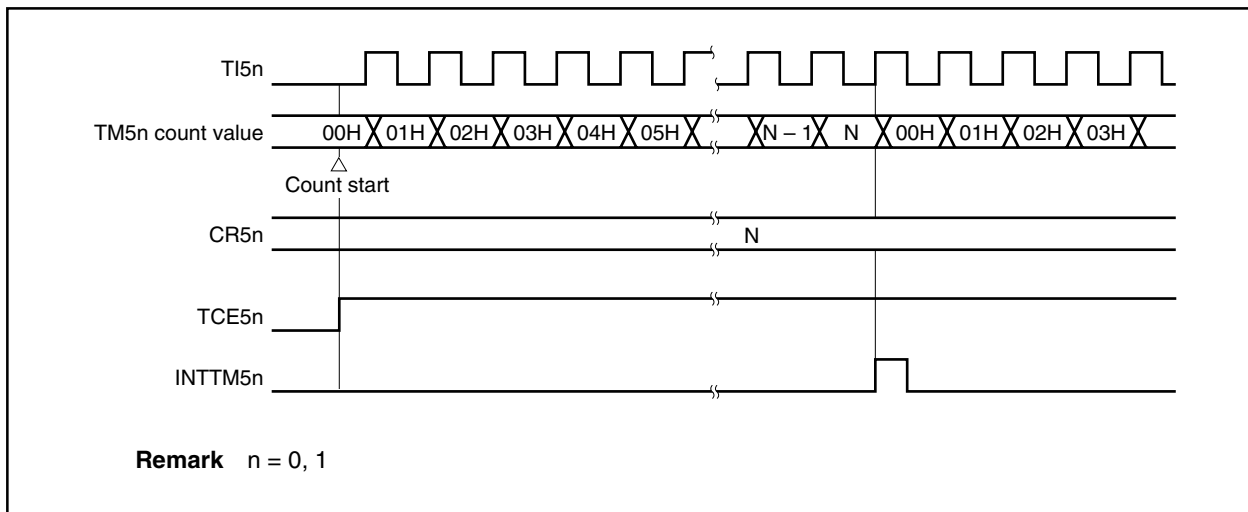 TI5n
TM5n count value 00H 01H 02H 03H 04H 05H N – 1 N 00H 01H 02H 03H
Count start
CR5n N
TCE5n
INTTM5n
Remark n = 0, 1